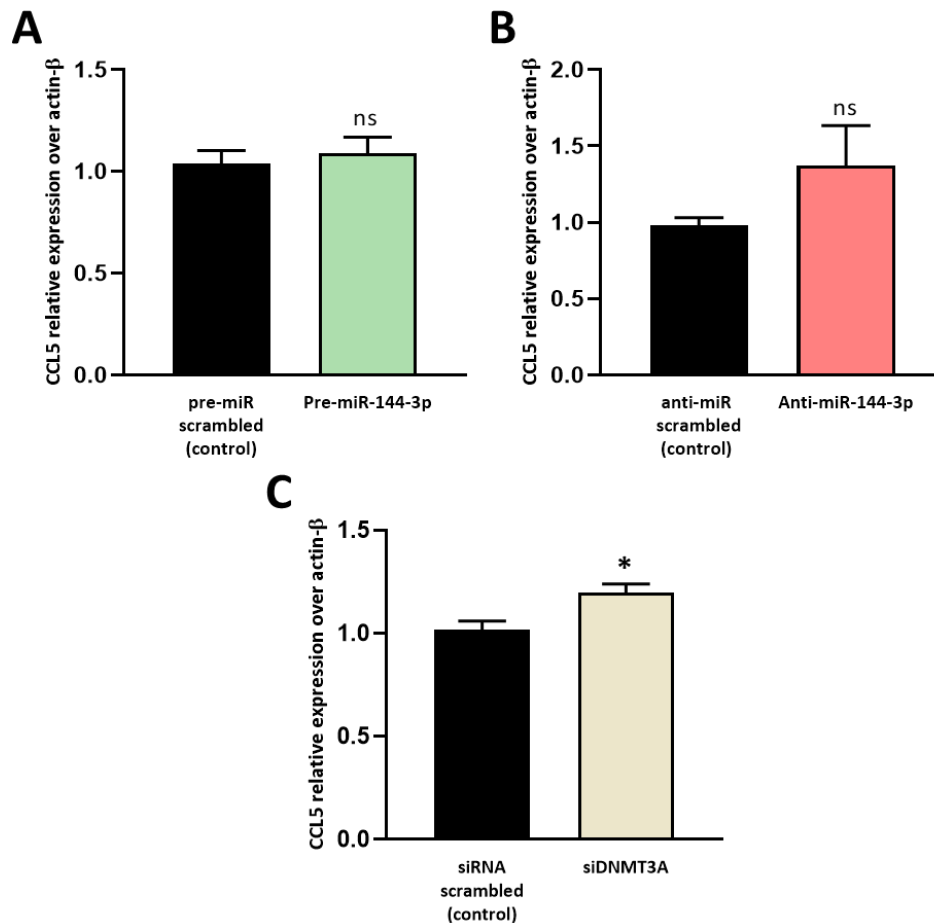 A
CCL5 relative expression over actin-β
1.5
1.0
0.5
0.0
ns
pre-miR
scrambled
(control)
Pre-miR-144-3p
B
CCL5 relative expression over actin-β
2.0
1.5
1.0
0.5
0.0
ns
anti-miR
scrambled
(control)
Anti-miR-144-3p
C
CCL5 relative expression over actin-β
1.5
1.0
0.5
0.0
*
siRNA
scrambled
(control)
siDNMT3A